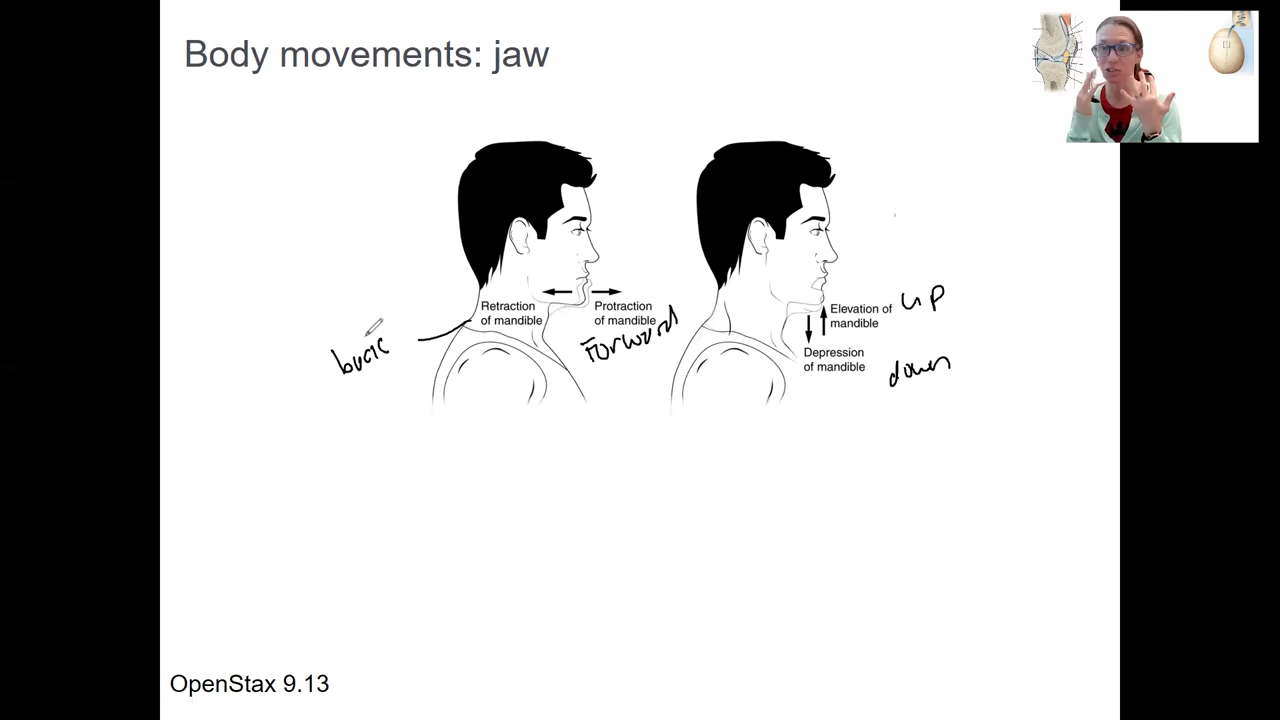 Body movements: jaw
Retraction
of mandible
Protraction
of mandible
back
Forward
Elevation of
mandible
up
Depression
of mandible
down
OpenStax 9.13